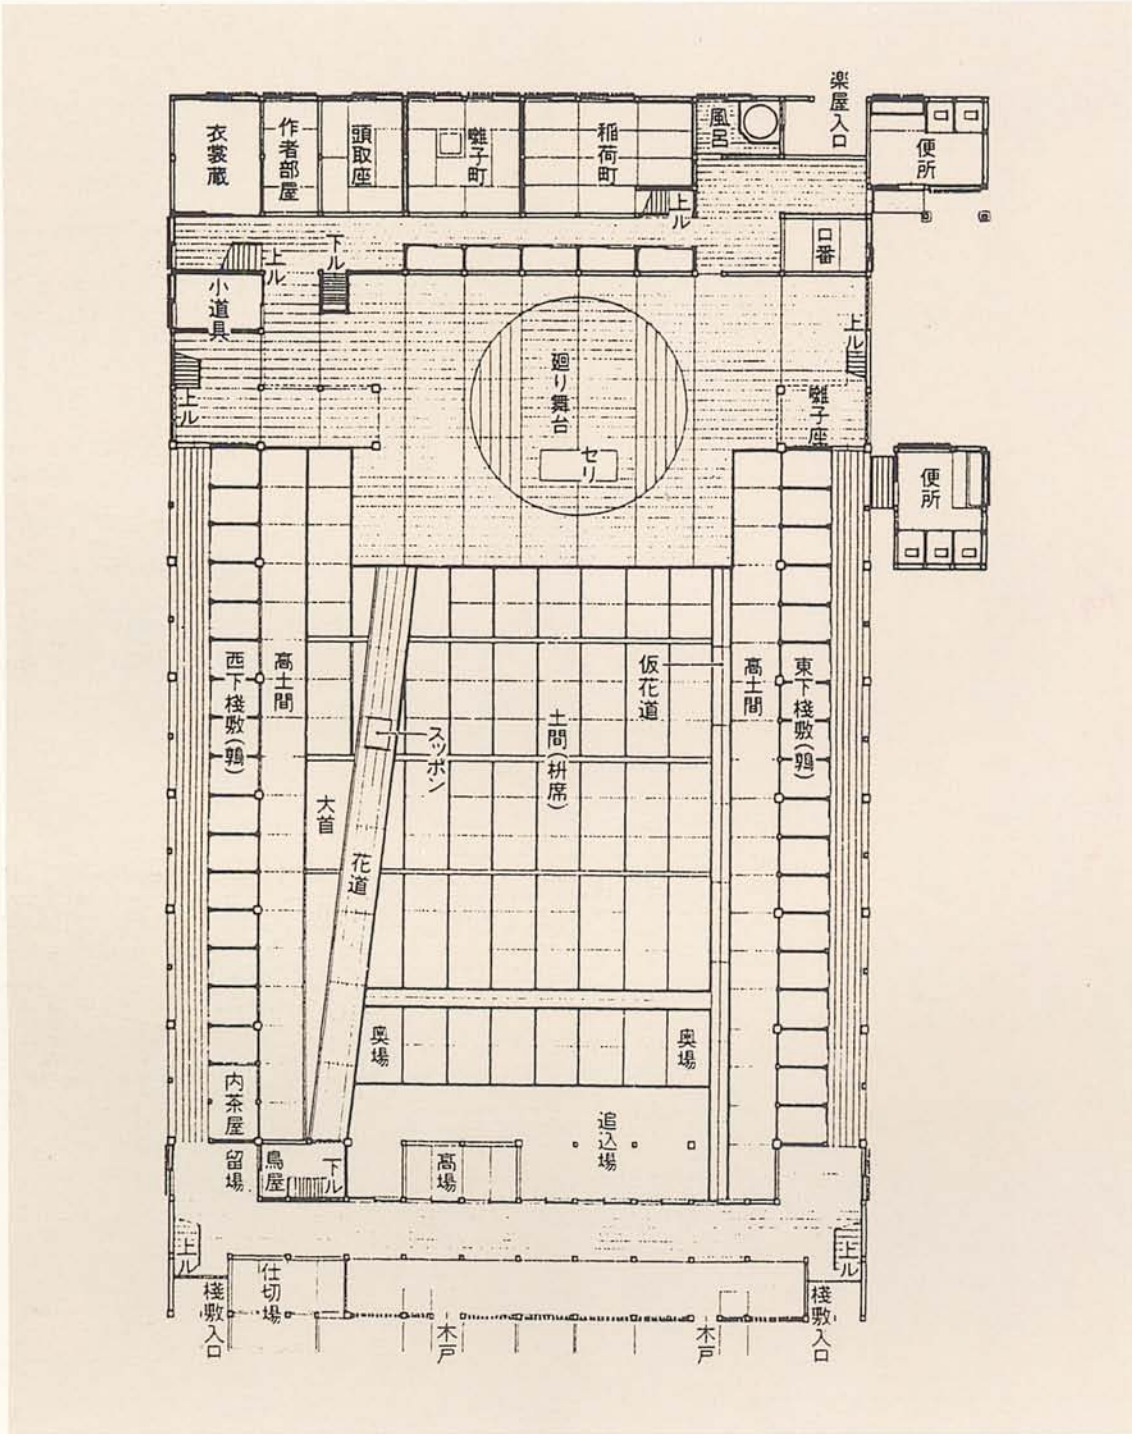 楽屋入口
便所
風呂
稲荷町
囃子町
頭取座
作者部屋
衣裳蔵
上ル
口番
下ル
上ル
小道具
上ル
廻り舞台
セリ
上ル
囃子座
便所
西下棧敷(鶉)
高土間
大首
花道
スッポン
土間(枡席)
仮花道
高土間
東下棧敷(鶉)
奥場
奥場
内茶屋
留場
鳥屋
下ル
高場
追込場
上ル
上ル
棧敷入口
仕切場
木戸
木戸
棧敷入口